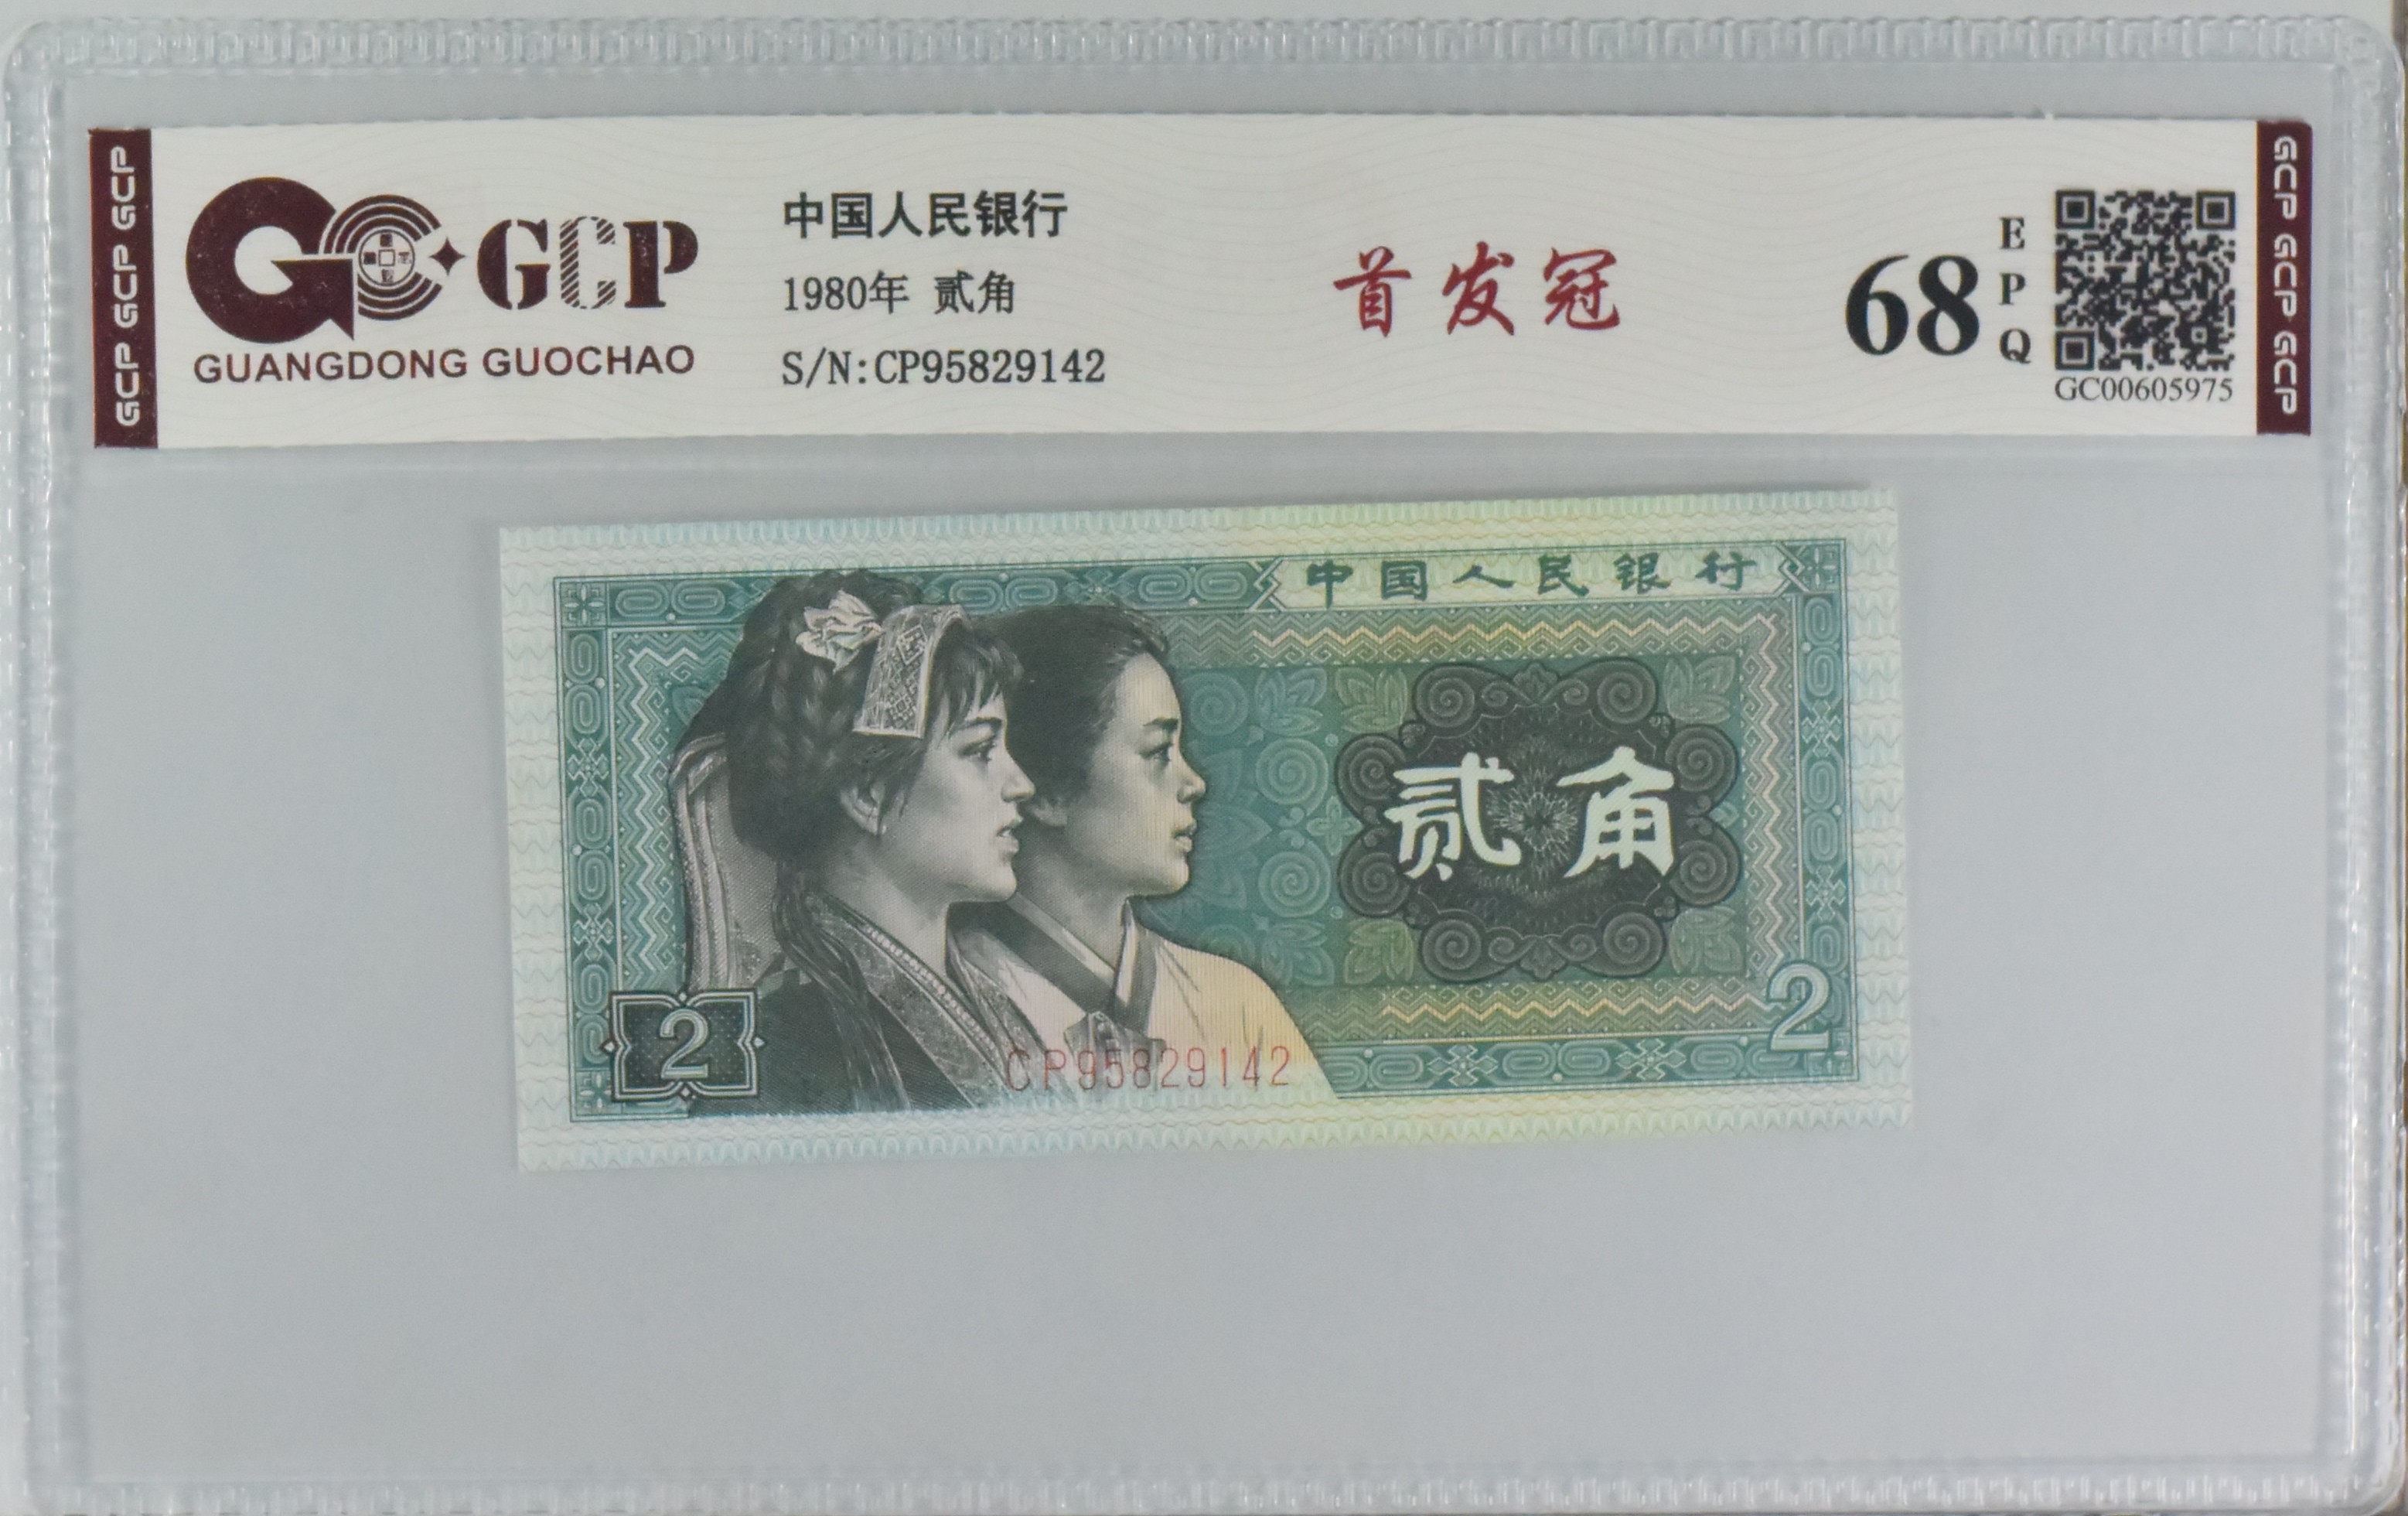 GCP GCP GCP
GCP
GUANGDONG GUOCHAO
中国人民银行
1980年 贰角
S/N:CP95829142
首发冠
68
E
P
Q
GC00605975
GCP GCP GCP
中国人民银行
贰角
2
2
CP95829142